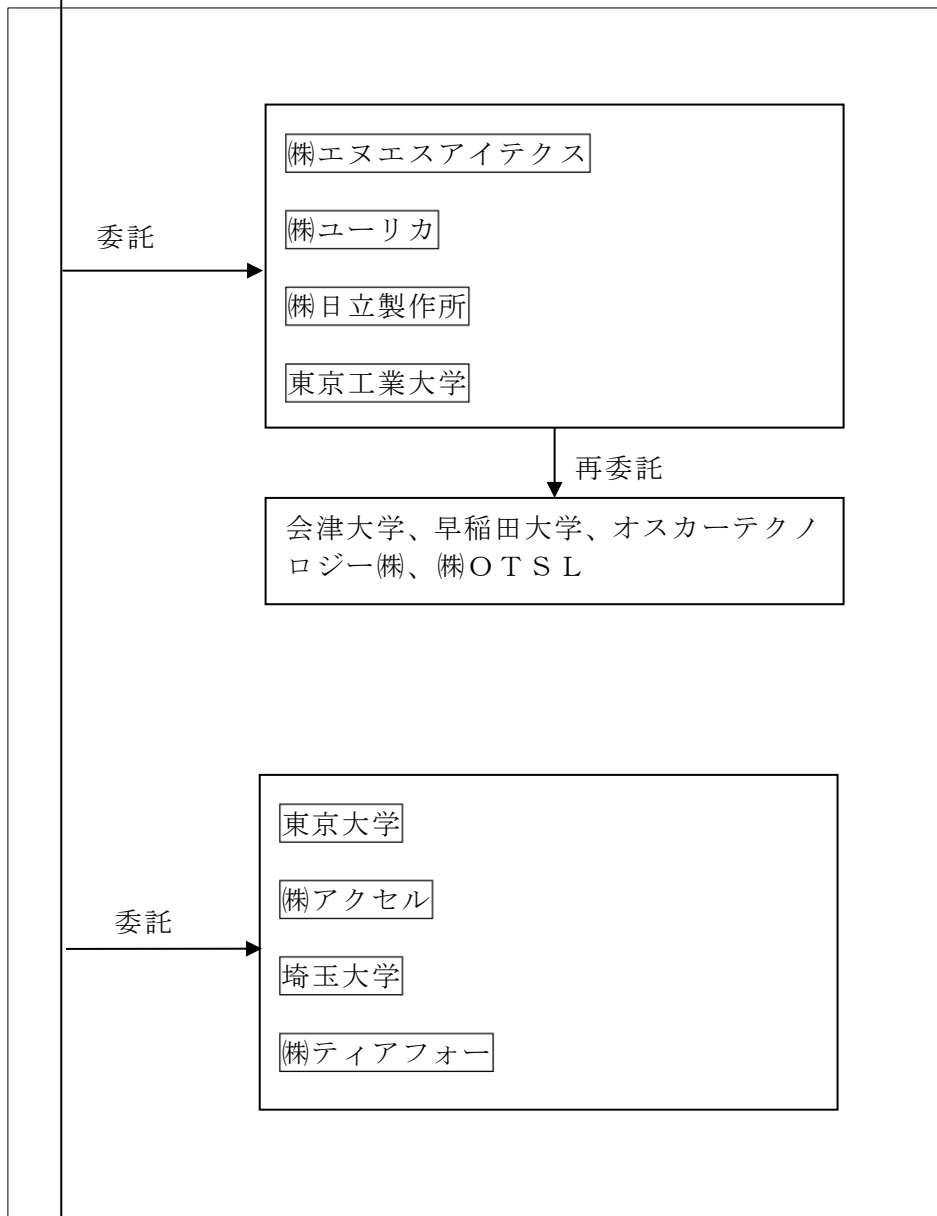 ㈱エヌエスアイテクス
委託
㈱ユーリカ
㈱日立製作所
東京工業大学
再委託
会津大学、早稲田大学、オスカーテクノ
ロジー㈱、㈱ＯＴＳＬ
東京大学
㈱アクセル
委託
埼玉大学
㈱ティアフォー